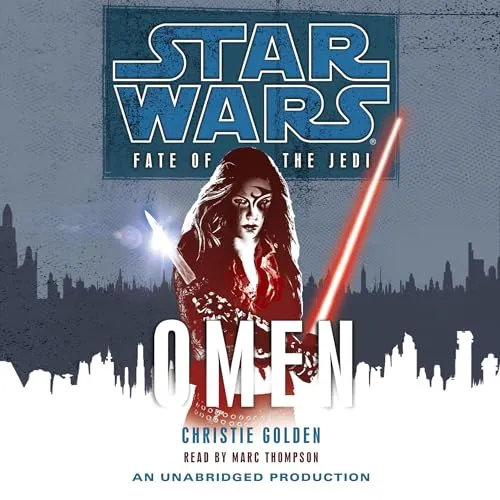 STAR
WARS®
FATE OF THE JEDI
OMEN
CHRISTIE GOLDEN
READ BY MARC THOMPSON
AN UNABRIDGED PRODUCTION